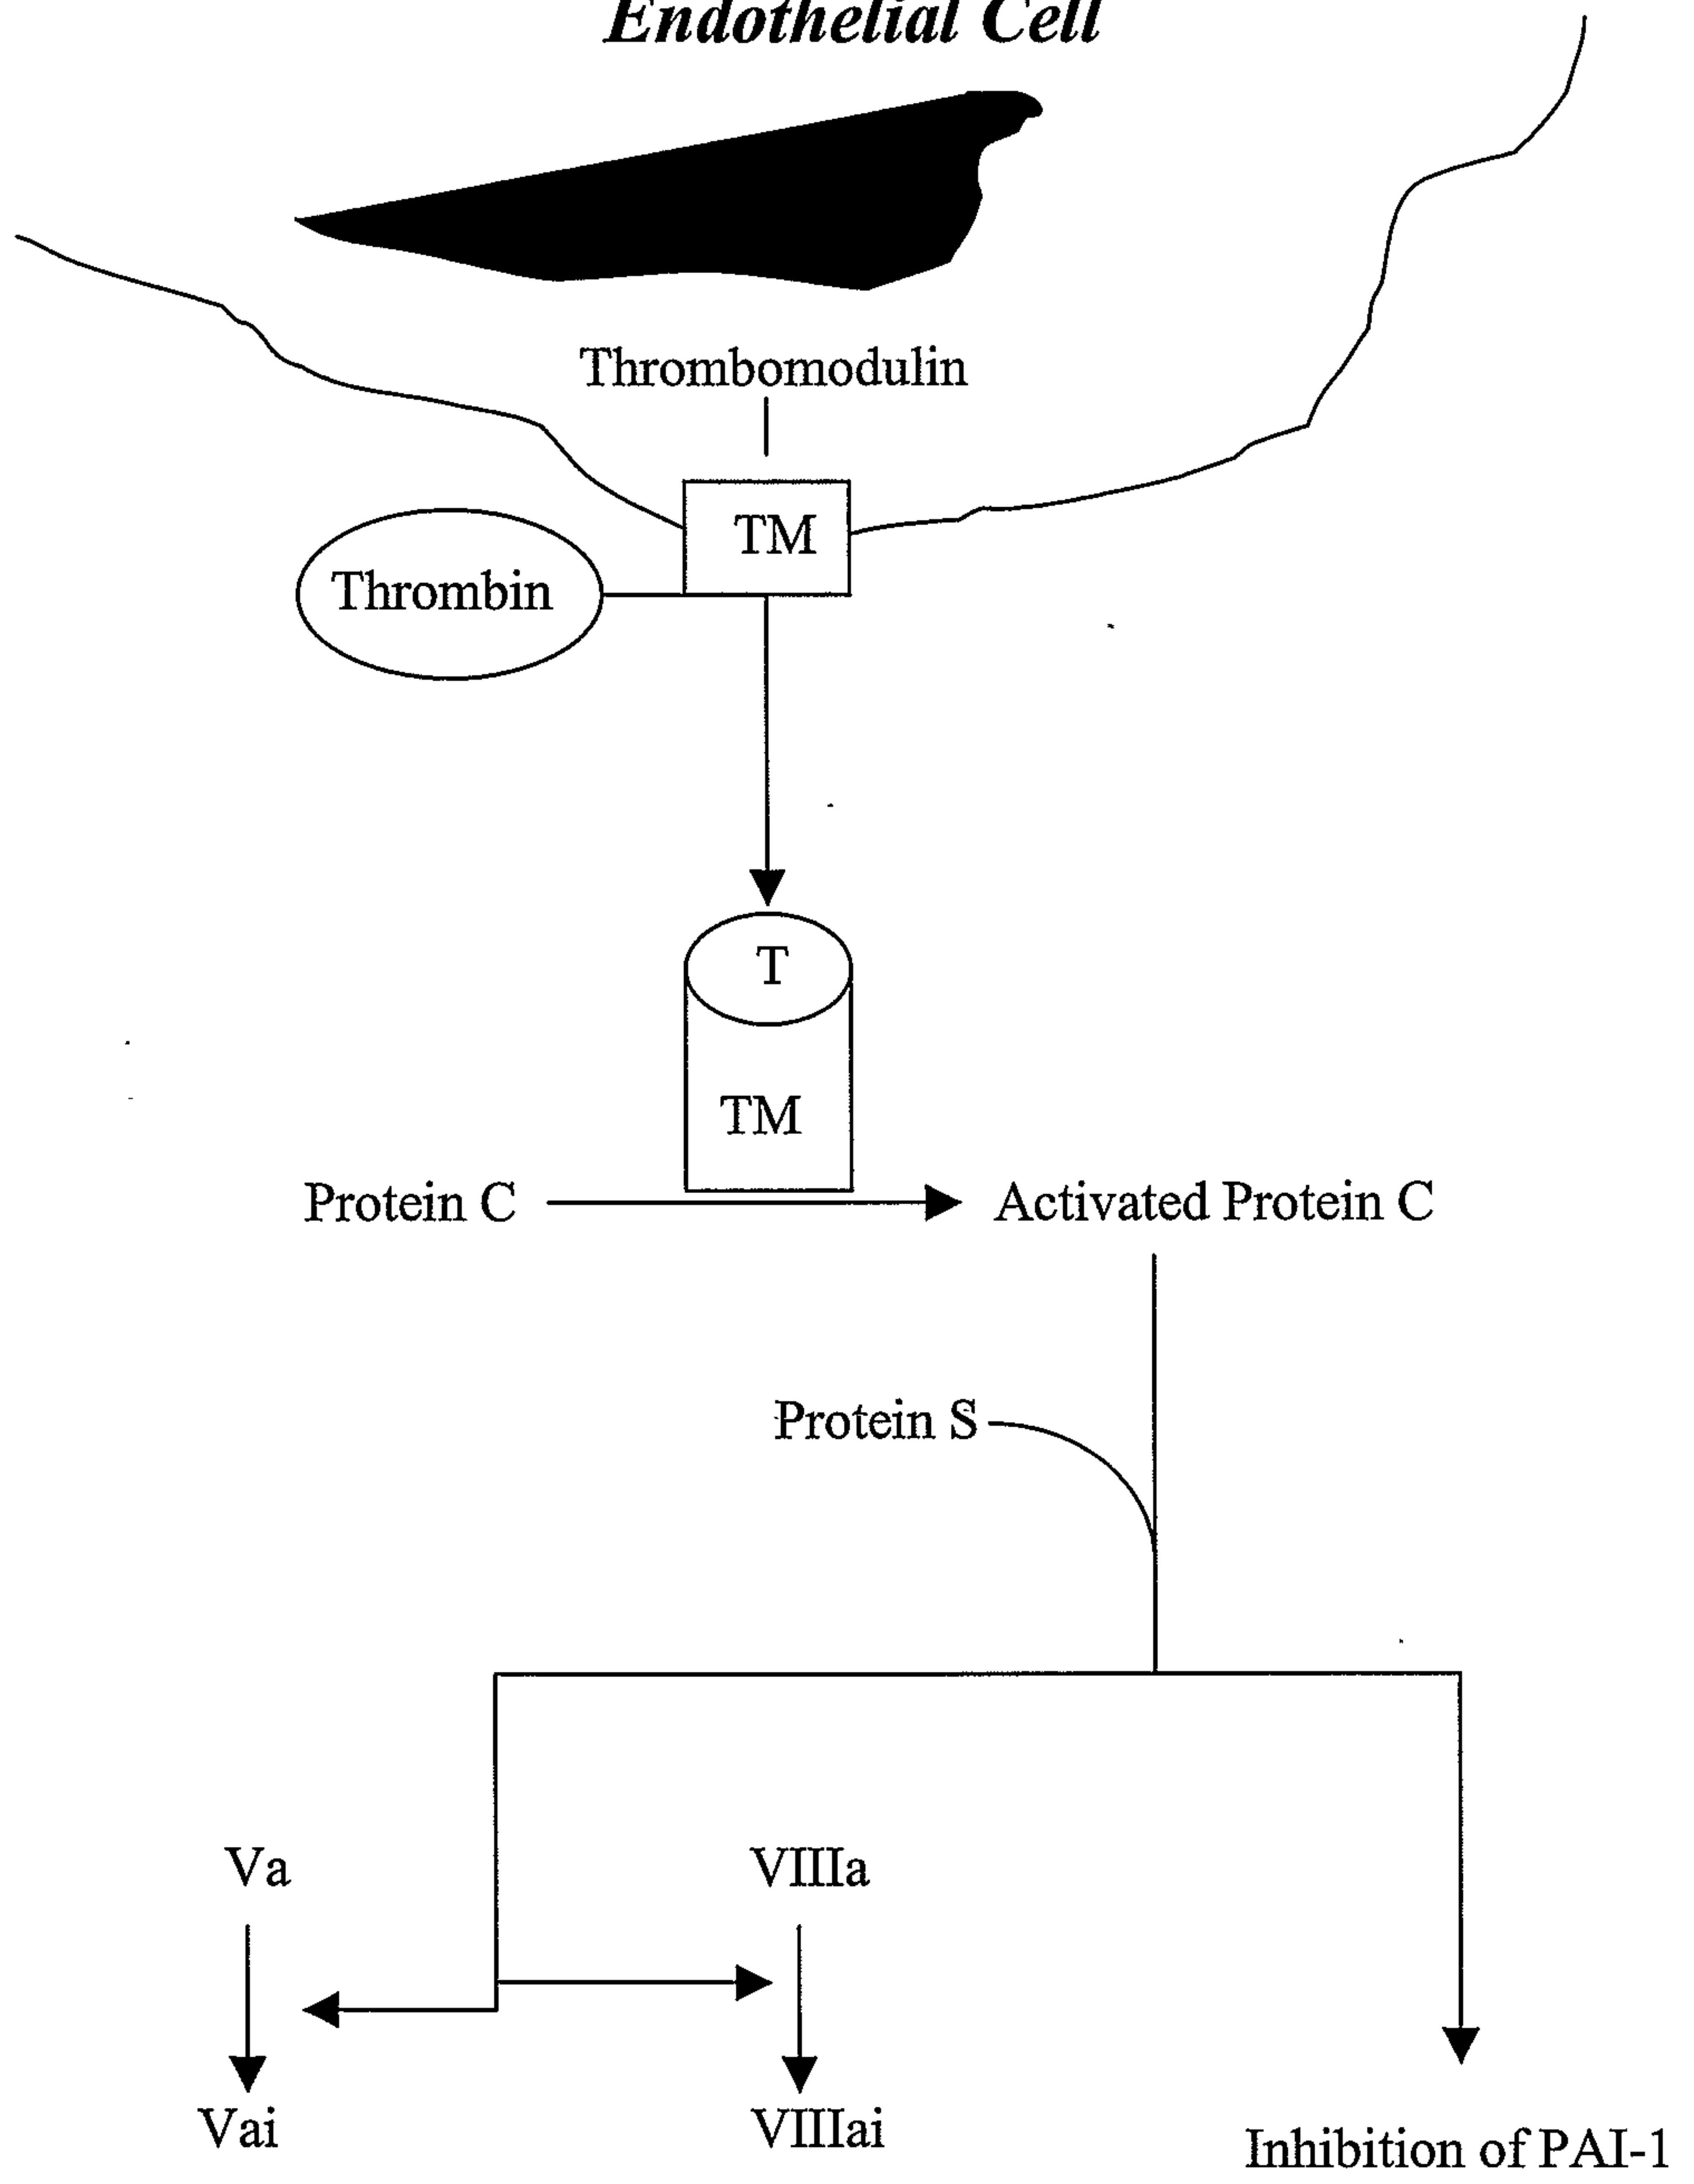 Endothelial Cell
Thrombomodulin
TM
Thrombin
T
TM
Protein C
Activated Protein C
Protein S
Va
VIIIa
Vai
VIIIai
Inhibition of PAI-1